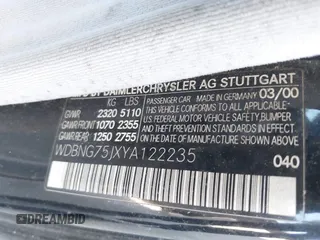 OF DAIMLERCHRYSLER AG STUTTGART
MADE IN GERMANY 03/00
KG LBS PASSENGER CAR
GVWR 2320 5110 THIS VEHICLE CONFORMS TO ALL
GAWR FRONT 1070 2355 U.S. FEDERAL MOTOR VEHICLE SAFETY, BUMPER
GAWR REAR 1250 2755 AND THEFT PREVENTION STANDARDS IN
EFFECT ON THE DATE OF MANUFACTURE
SHOWN ABOVE
WDBNG75JXYA122235
040
DREAMBID